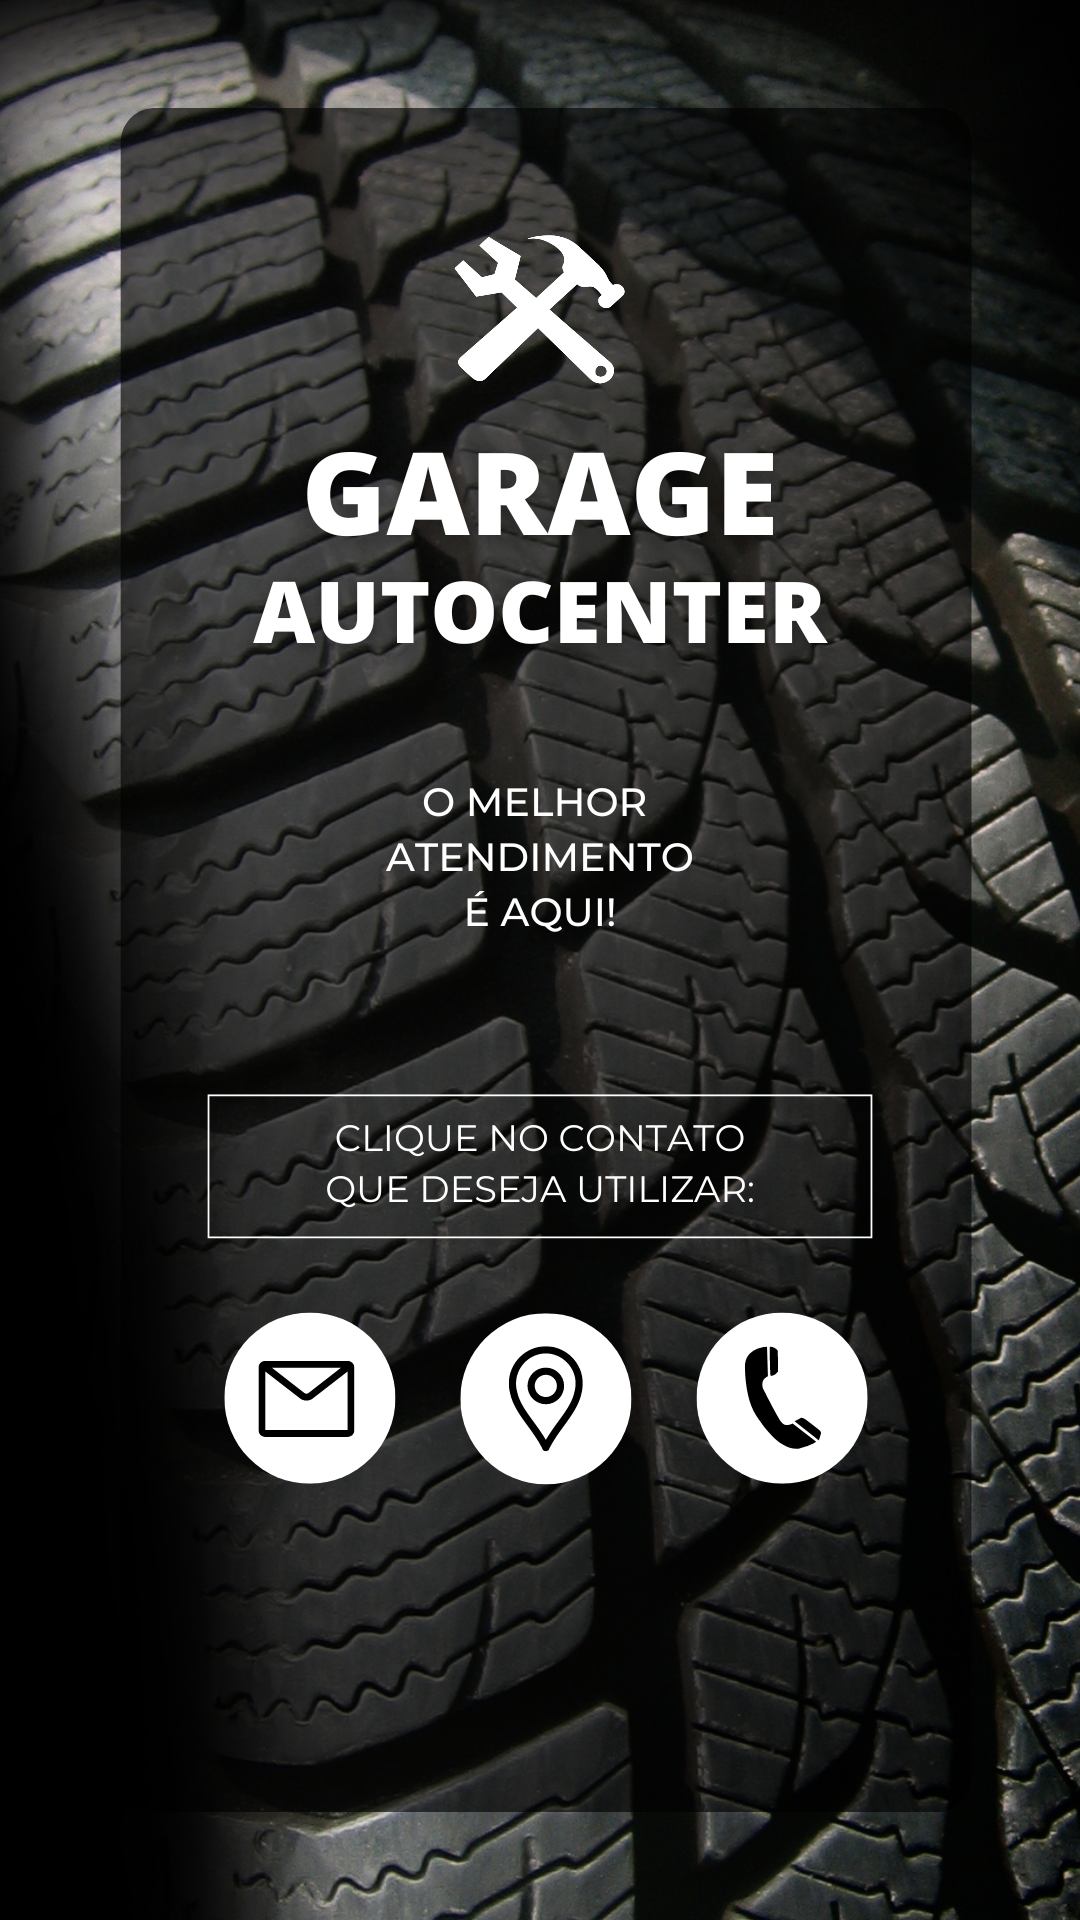 GARAGE
AUTOCENTER
O MELHOR
ATENDIMENTO
É AQUI!
CLIQUE NO CONTATO
QUE DESEJA UTILIZAR: